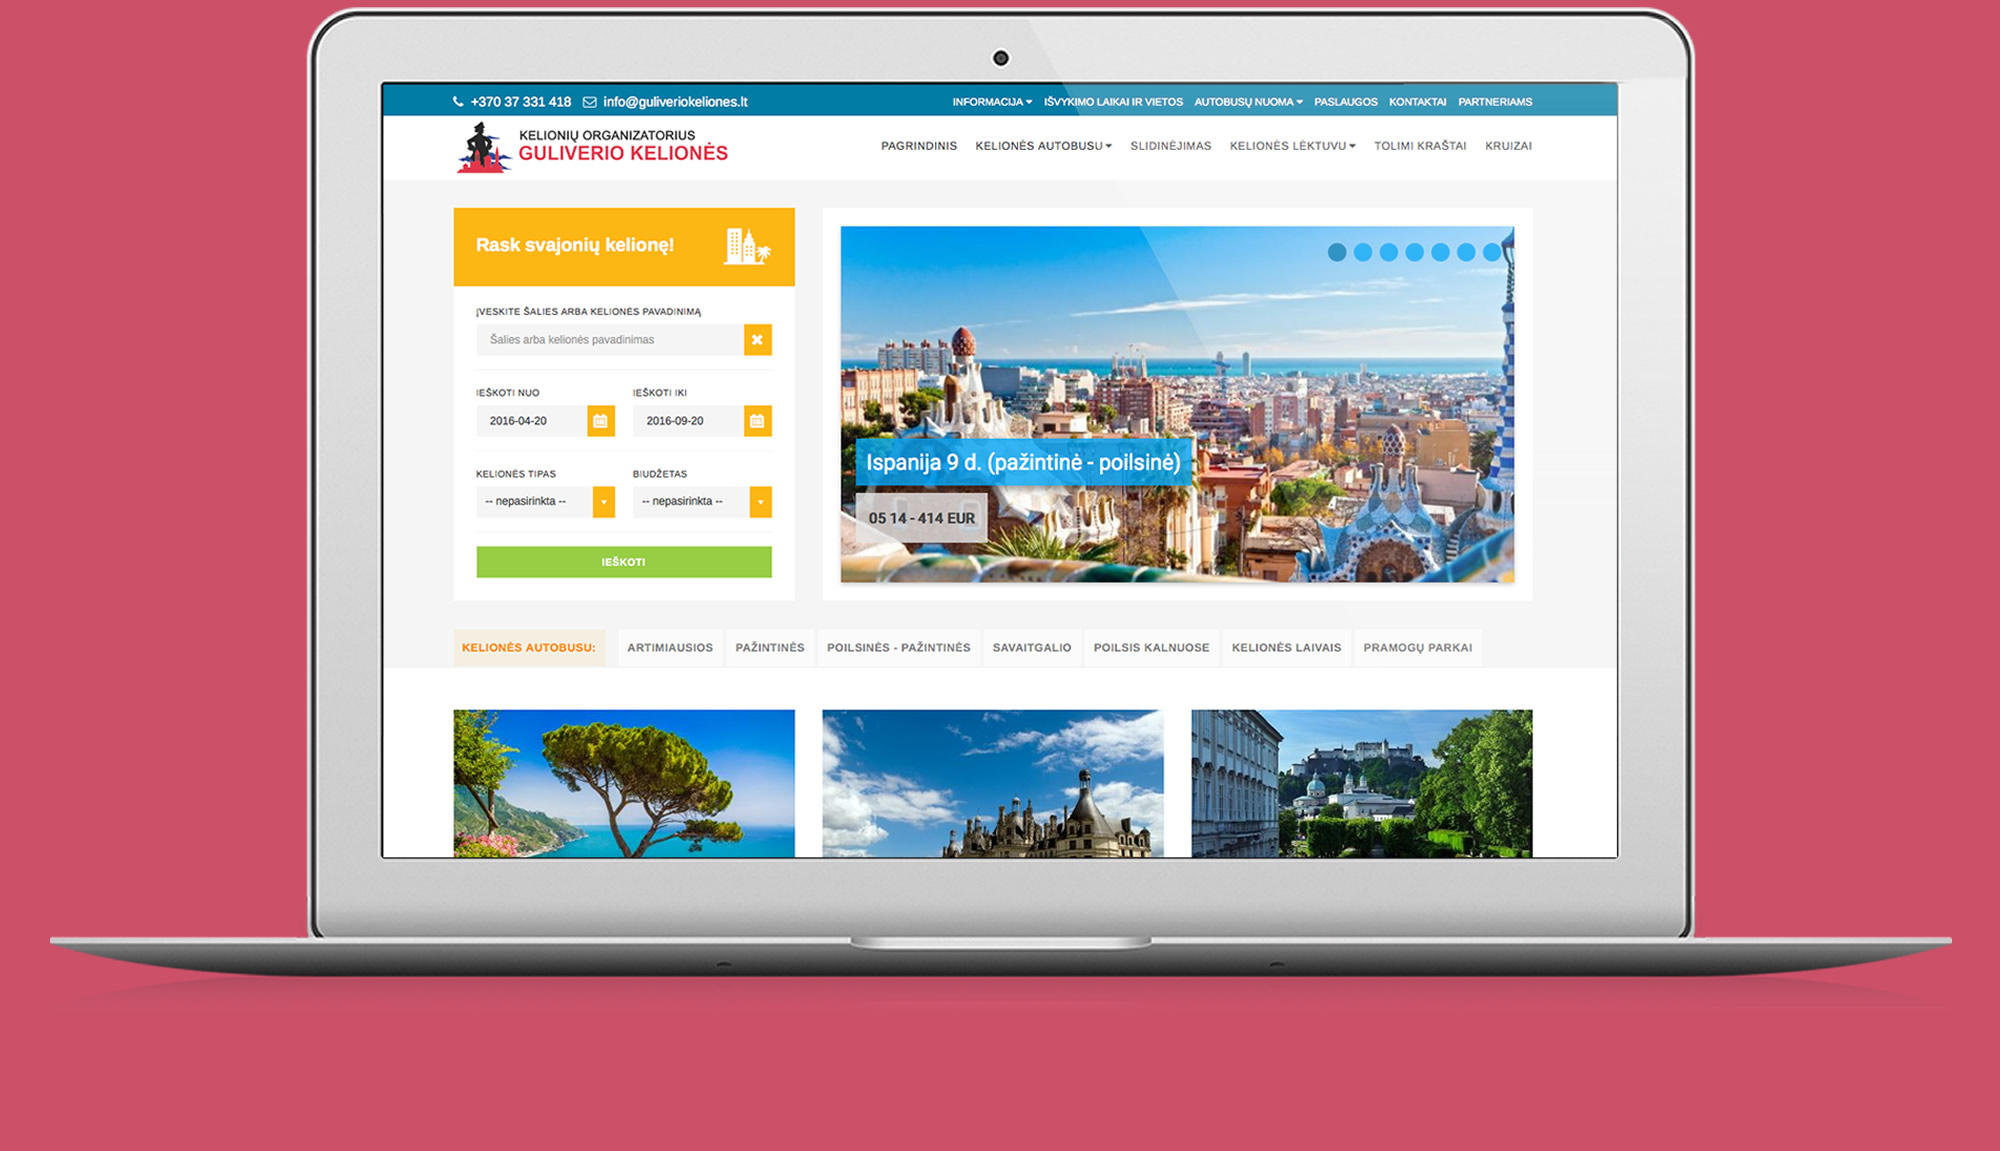 +370 37 331 418 info@guliveriokeliones.lt
INFORMACIJA IŠVYKIMO LAIKAI IR VIETOS AUTOBUSŲ NUOMA PASLAUGOS KONTAKTAI PARTNERIAMS
KELIONIŲ ORGANIZATORIUS
GULIVERIO KELIONĖS
PAGRINDINIS KELIONĖS AUTOBUSU SLIDINĖJIMAS KELIONĖS LĖKTUVU TOLIMI KRAŠTAI KRUIZAI
Rask svajonių kelionę!
ĮVESKITE ŠALIES ARBA KELIONĖS PAVADINIMĄ
Šalies arba kelionės pavadinimas
IEŠKOTI NUO IEŠKOTI IKI
2016-04-20 2016-09-20
KELIONĖS TIPAS BIUDŽETAS
-- nepasirinkta -- -- nepasirinkta --
IEŠKOTI
Ispanija 9 d. (pažintinė - poilsinė)
05 14 - 414 EUR
KELIONĖS AUTOBUSU: ARTIMIAUSIOS PAŽINTINĖS POILSINĖS - PAŽINTINĖS SAVAITGALIO POILSIS KALNUOSE KELIONĖS LAIVAIS PRAMOGŲ PARKAI